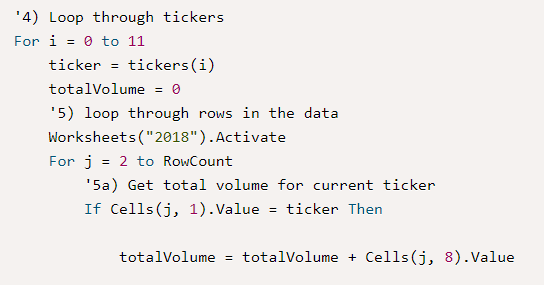 '4) Loop through tickers
For i = 0 to 11
ticker = tickers(i)
totalVolume = 0
'5) loop through rows in the data
Worksheets("2018").Activate
For j = 2 to RowCount
'5a) Get total volume for current ticker
If Cells(j, 1).Value = ticker Then
totalVolume = totalVolume + Cells(j, 8).Value